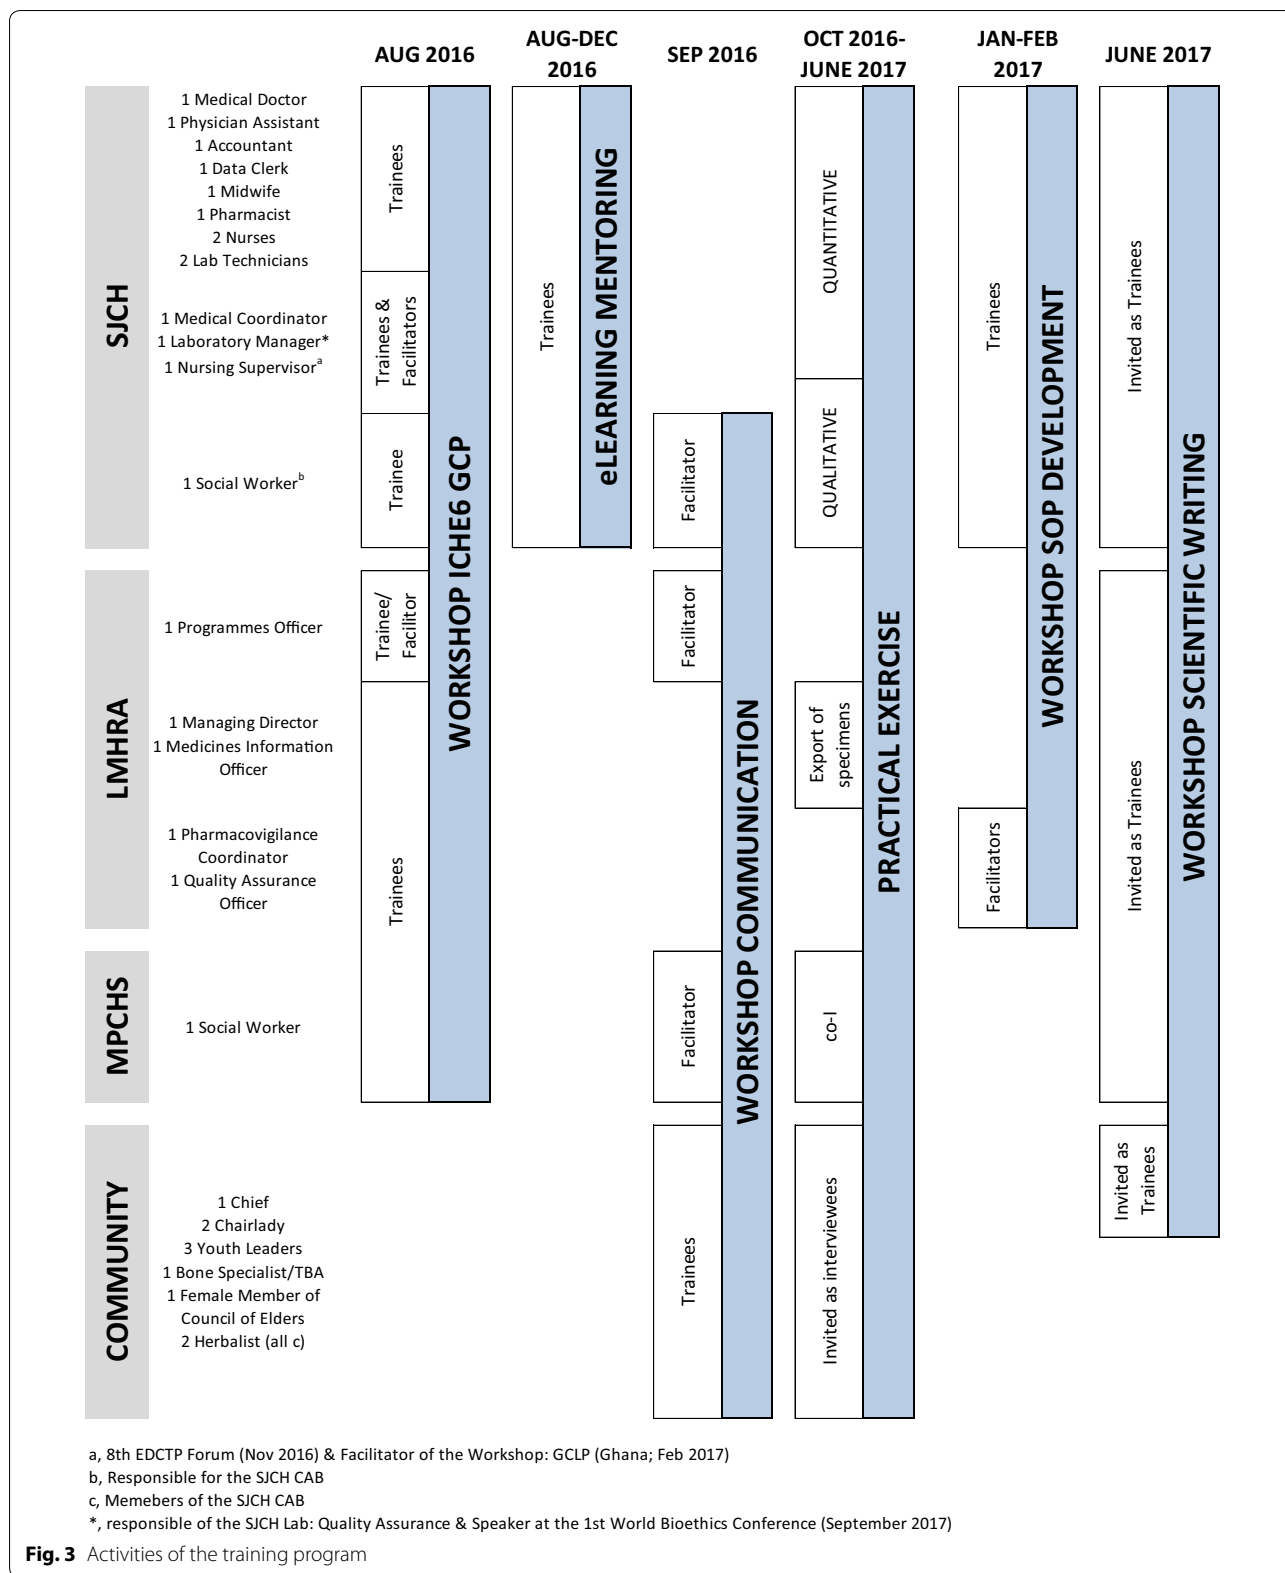 AUG 2016
AUG-DEC
2016
SEP 2016
OCT 2016-
JUNE 2017
JAN-FEB
2017
JUNE 2017
SJCH
1 Medical Doctor
1 Physician Assistant
1 Accountant
1 Data Clerk
1 Midwife
1 Pharmacist
2 Nurses
2 Lab Technicians
1 Medical Coordinator
1 Laboratory Manager*
1 Nursing Supervisorᵃ
1 Social Workerᵇ
Trainees
Trainees &
Facilitators
Trainee
WORKSHOP ICHE6 GCP
Trainees
eLEARNING MENTORING
Facilitator
WORKSHOP COMMUNICATION
QUANTITATIVE
QUALITATIVE
PRACTICAL EXERCISE
Trainees
WORKSHOP SOP DEVELOPMENT
Invited as Trainees
WORKSHOP SCIENTIFIC WRITING
LMHRA
1 Programmes Officer
1 Managing Director
1 Medicines Information
Officer
1 Pharmacovigilance
Coordinator
1 Quality Assurance
Officer
Trainee/
Facilitor
Trainees
Facilitator
Export of
specimens
Facilitators
Invited as Trainees
MPCHS
1 Social Worker
Facilitator
co-I
COMMUNITY
1 Chief
2 Chairlady
3 Youth Leaders
1 Bone Specialist/TBA
1 Female Member of
Council of Elders
2 Herbalist (all c)
Trainees
Invited as interviewees
Invited as
Trainees
a, 8th EDCTP Forum (Nov 2016) & Facilitator of the Workshop: GCLP (Ghana; Feb 2017)
b, Responsible for the SJCH CAB
c, Memebers of the SJCH CAB
*, responsible of the SJCH Lab: Quality Assurance & Speaker at the 1st World Bioethics Conference (September 2017)
Fig. 3 Activities of the training program